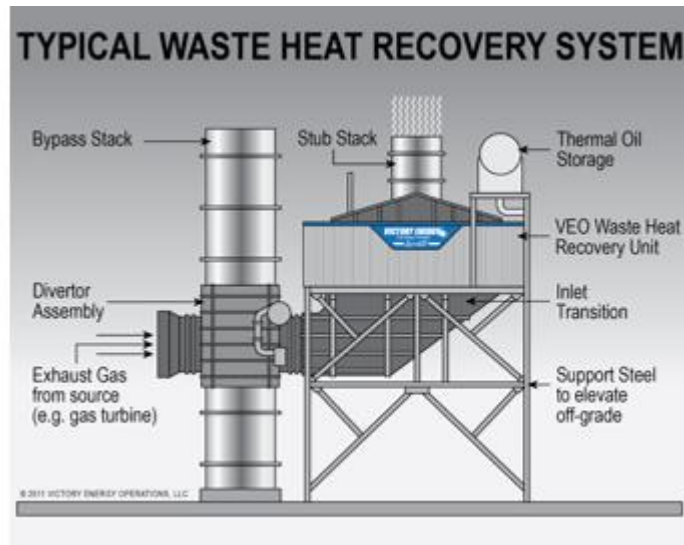 TYPICAL WASTE HEAT RECOVERY SYSTEM
Bypass Stack
Stub Stack
Thermal Oil
Storage
VICTORY ENERGY
VEO Waste Heat
Recovery Unit
Divertor
Assembly
Inlet
Transition
Exhaust Gas
from source
(e.g. gas turbine)
Support Steel
to elevate
off-grade
© 2011 VICTORY ENERGY OPERATIONS, LLC